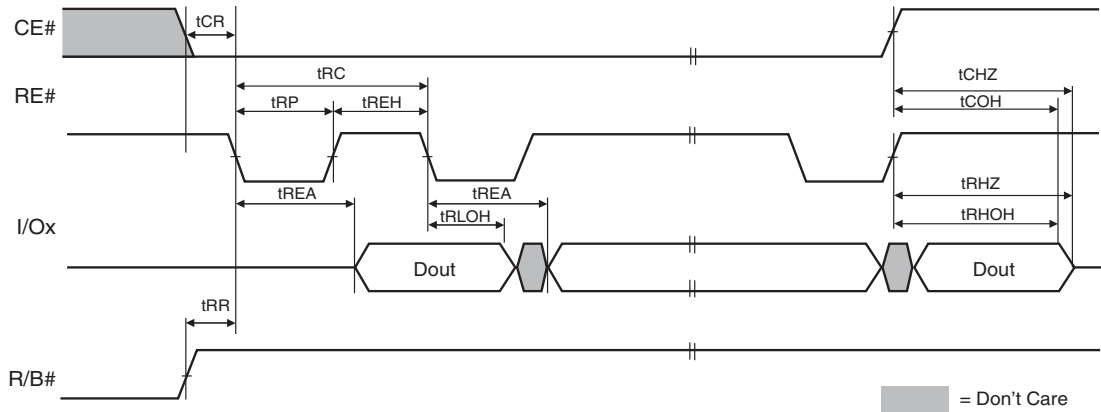 CE#
tCR
tRC
tCHZ
RE#
tRP
tREH
tCOH
tREA
tREA
tRHZ
tRLOH
tRHOH
I/Ox
Dout
Dout
tRR
R/B#
= Don't Care